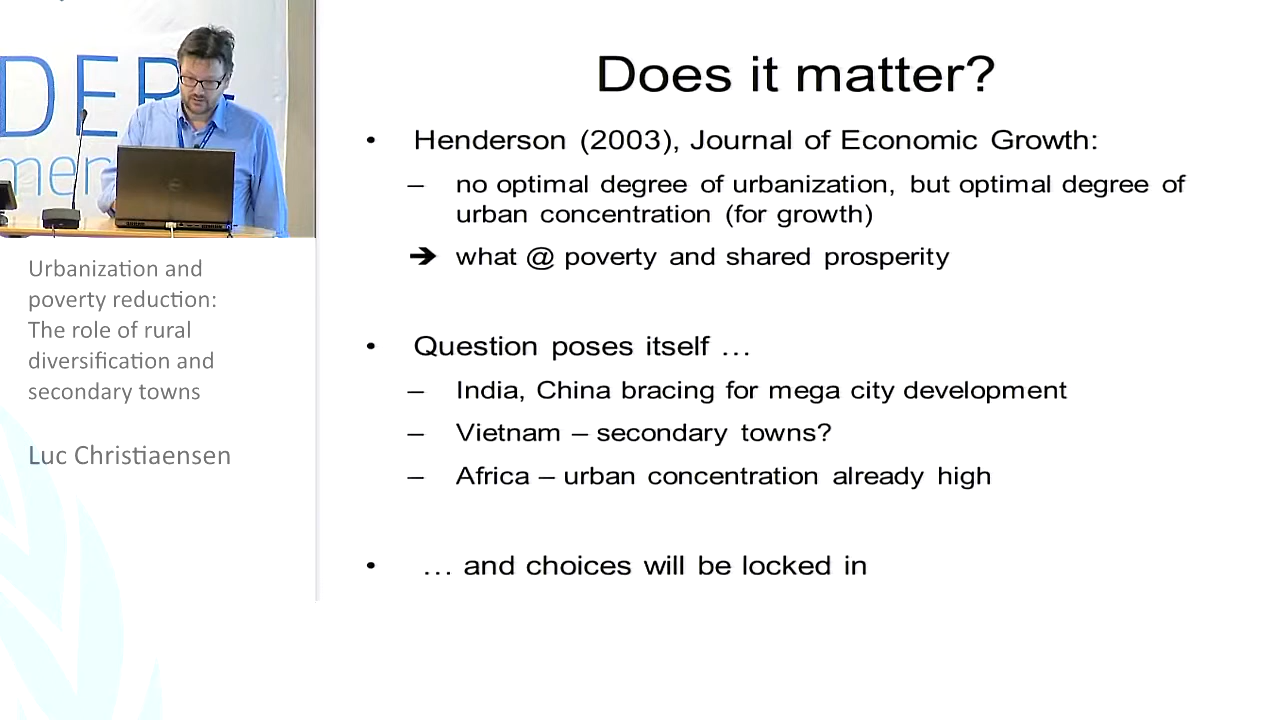 DER
men
Urbanization and
poverty reduction:
The role of rural
diversification and
secondary towns
Luc Christiaensen
Does it matter?
• Henderson (2003), Journal of Economic Growth:
– no optimal degree of urbanization, but optimal degree of
urban concentration (for growth)
➔ what @ poverty and shared prosperity
• Question poses itself …
– India, China bracing for mega city development
– Vietnam – secondary towns?
– Africa – urban concentration already high
• … and choices will be locked in